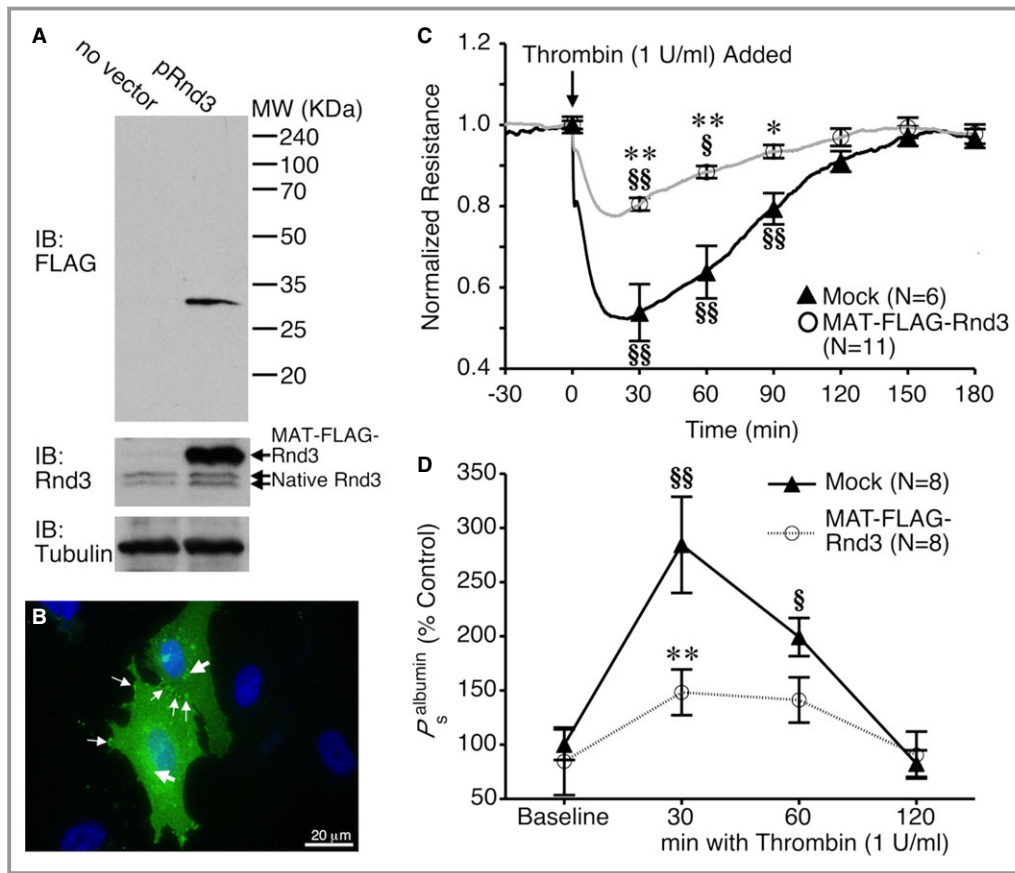 A
no vector
pRnd3
MW (KDa)
240
100
70
50
35
25
20
IB:
FLAG
IB:
Rnd3
MAT-FLAG-
Rnd3
Native Rnd3
IB:
Tubulin
B
20 µm
C
Thrombin (1 U/ml) Added
Normalized Resistance
1.2
1.0
0.8
0.6
0.4
** 
§§
**
§
*
§§
§§
§§
Mock (N=6)
MAT-FLAG-Rnd3
(N=11)
-30 0 30 60 90 120 150 180
Time (min)
D
Ps albumin (% Control)
350
300
250
200
150
100
50
§§
§
**
Mock (N=8)
MAT-FLAG-
Rnd3 (N=8)
Baseline 30 60 120
min with Thrombin (1 U/ml)